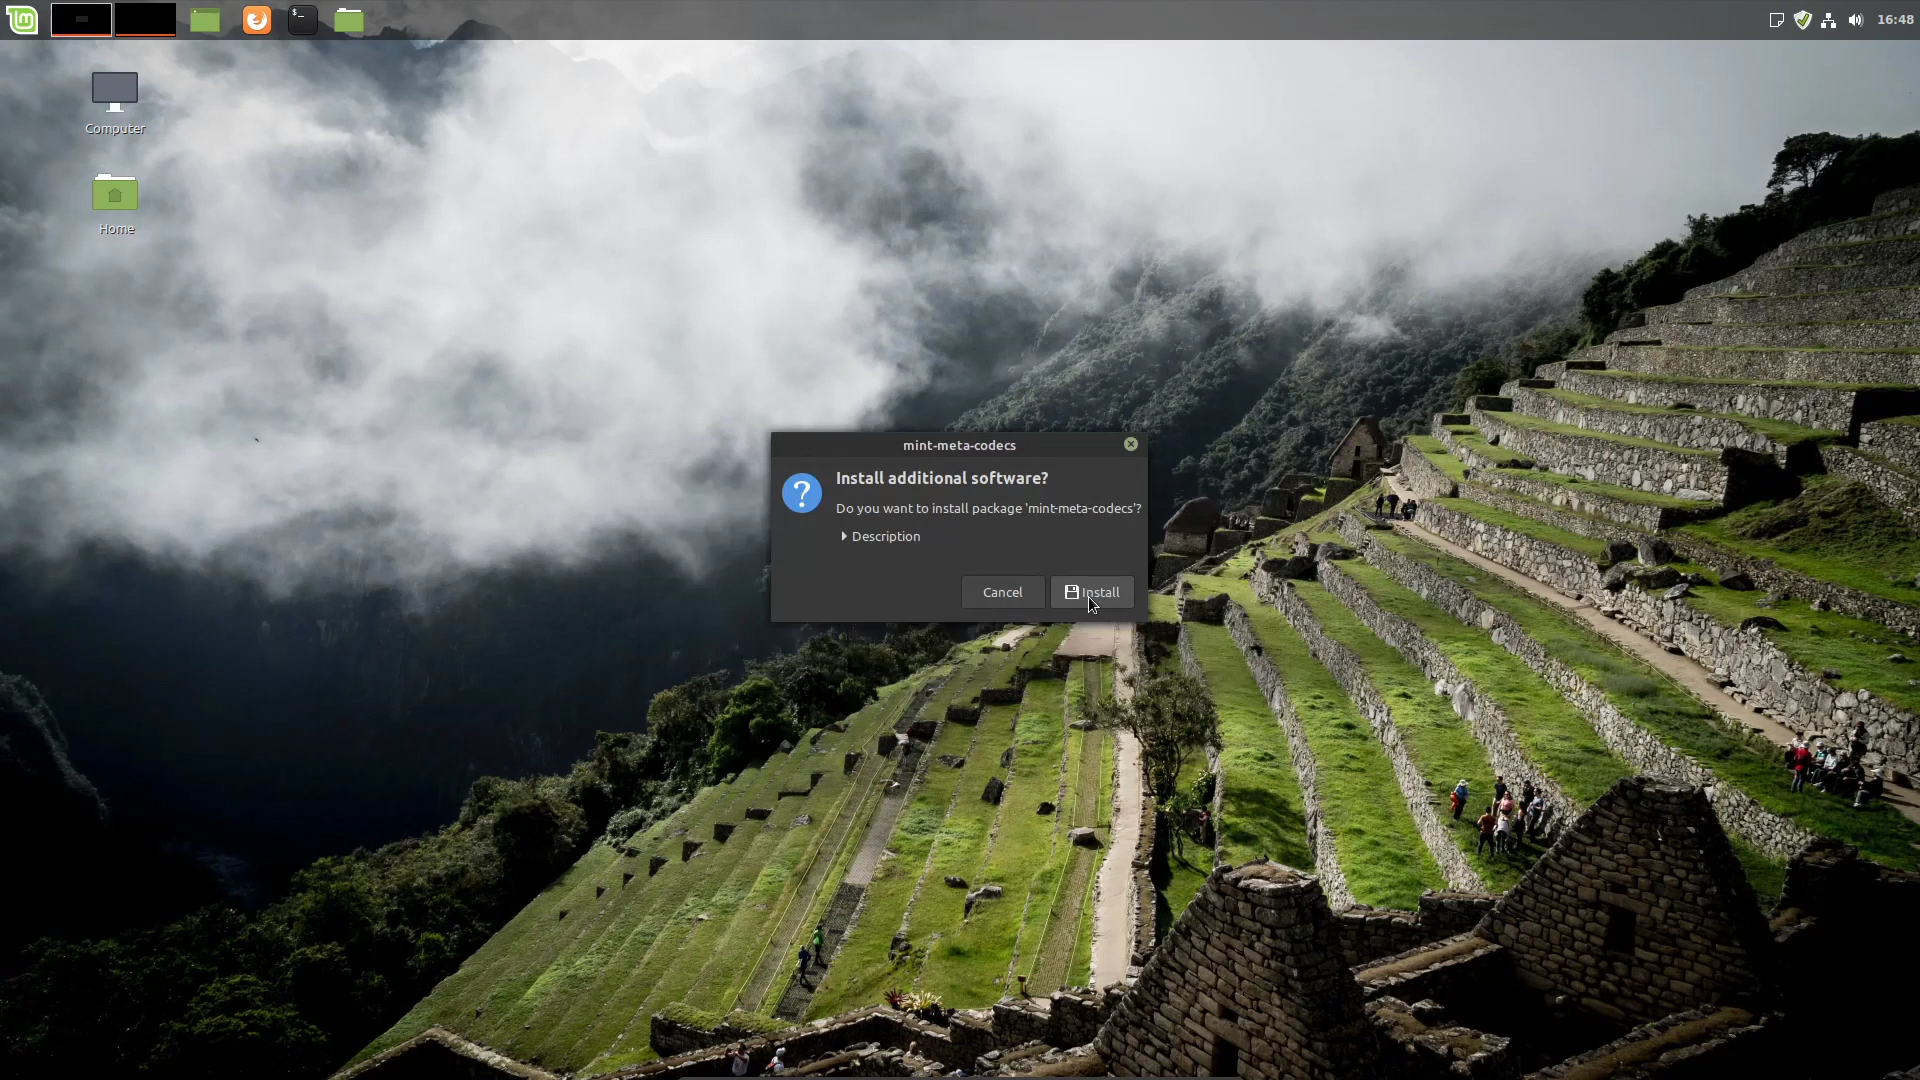 $_
16:48
Computer
Home
mint-meta-codecs
Install additional software?
Do you want to install package 'mint-meta-codecs'?
Description
Cancel
Install